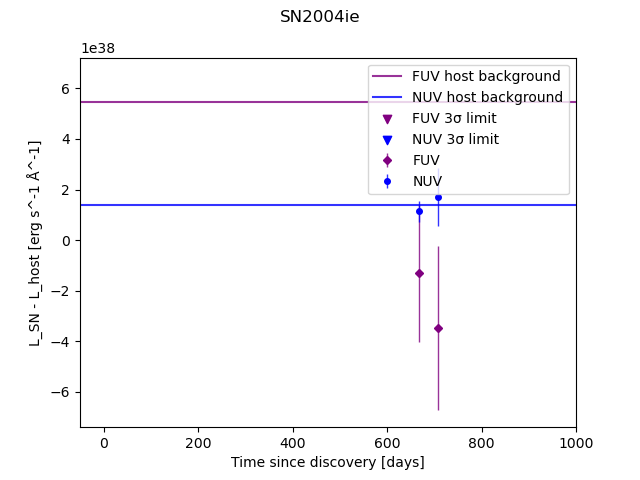 SN2004ie
1e38
FUV host background
NUV host background
FUV 3σ limit
NUV 3σ limit
FUV
NUV
L_SN - L_host [erg s^-1 Å^-1]
6
4
2
0
−2
−4
−6
0 200 400 600 800 1000
Time since discovery [days]